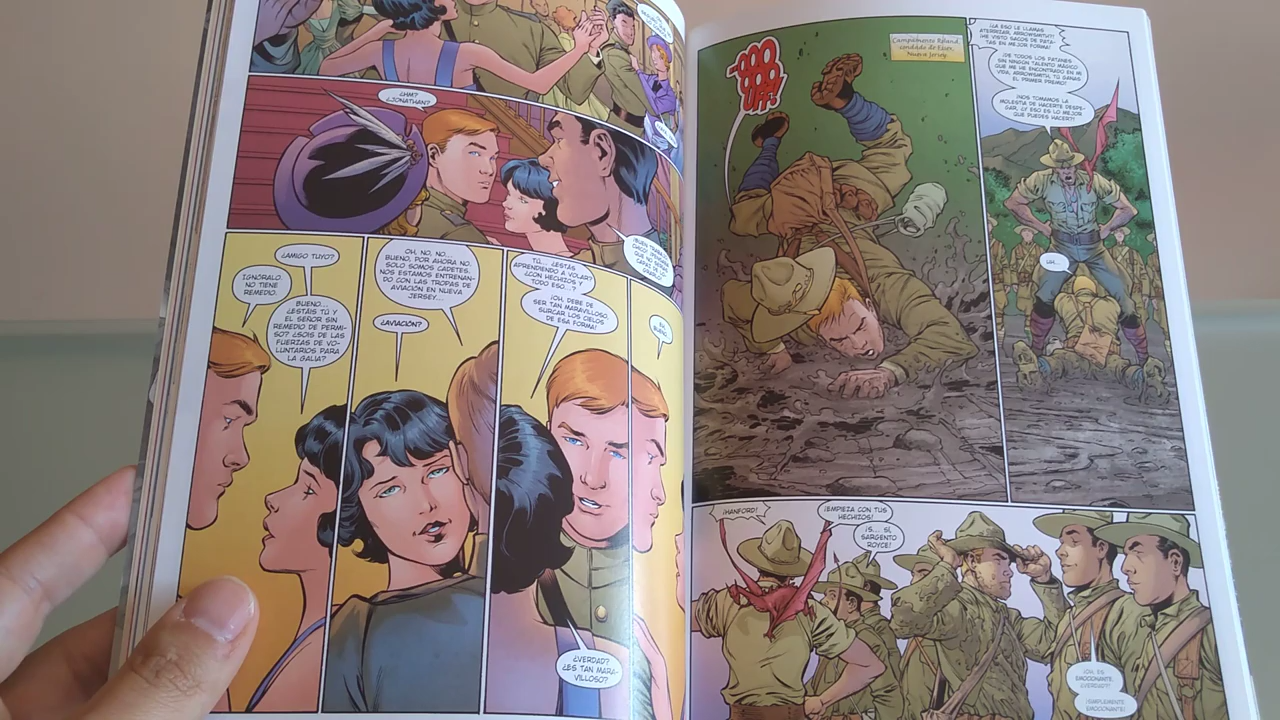 ¿HM?
¿JONATHAN?
¿AMIGO TUYO?
IGNÓRALO.
NO TIENE
REMEDIO.
BUENO...
¿ESTÁIS TÚ Y
EL SEÑOR SIN
REMEDIO DE PERMI-
SO? ¿SOIS DE LAS
FUERZAS DE VO-
LUNTARIOS PARA
LA GALIA?
OH, NO, NO...
BUENO, POR AHORA NO.
SOLO SOMOS CADETES.
NOS ESTAMOS ENTRENAN-
DO CON LAS TROPAS DE
AVIACIÓN EN NUEVA
JERSEY...
¿AVIACIÓN?
TÚ... ¿ESTÁS
APRENDIENDO A VOLAR?
¿CON HECHIZOS Y
TODO ESO...?
¡OH, DEBE DE
SER TAN MARAVILLOSO,
SURCAR LOS CIELOS
DE ESA FORMA!
BUENO...
¿VERDAD?
¿ES TAN MARA-
VILLOSO?
-OOO
OOO!
UFF!
Campamento Roland,
condado de Essex,
Nueva Jersey.
¿¡A ESO LE LLAMAS
ATERRIZAR, ARROWSMITH?!
¡HE VISTO SACOS DE PATA-
TAS EN MEJOR FORMA!
¡DE TODOS LOS PATANES
SIN NINGÚN TALENTO MÁGICO
QUE ME HE ENCONTRADO EN MI
VIDA, ARROWSMITH, TÚ GANAS
EL PRIMER PREMIO!
¡NOS TOMAMOS LA
MOLESTIA DE HACERTE DESPE-
GAR, ¿Y ESO ES LO MEJOR
QUE PUEDES HACER?!
UH...
¡HANFORD!
¡EMPIEZA CON TUS
HECHIZOS!
¡S... SÍ,
SARGENTO
ROYCE!
¡OH, ES
EMOCIONANTE,
¿VERDAD?!
¡SIMPLEMENTE
EMOCIONANTE!